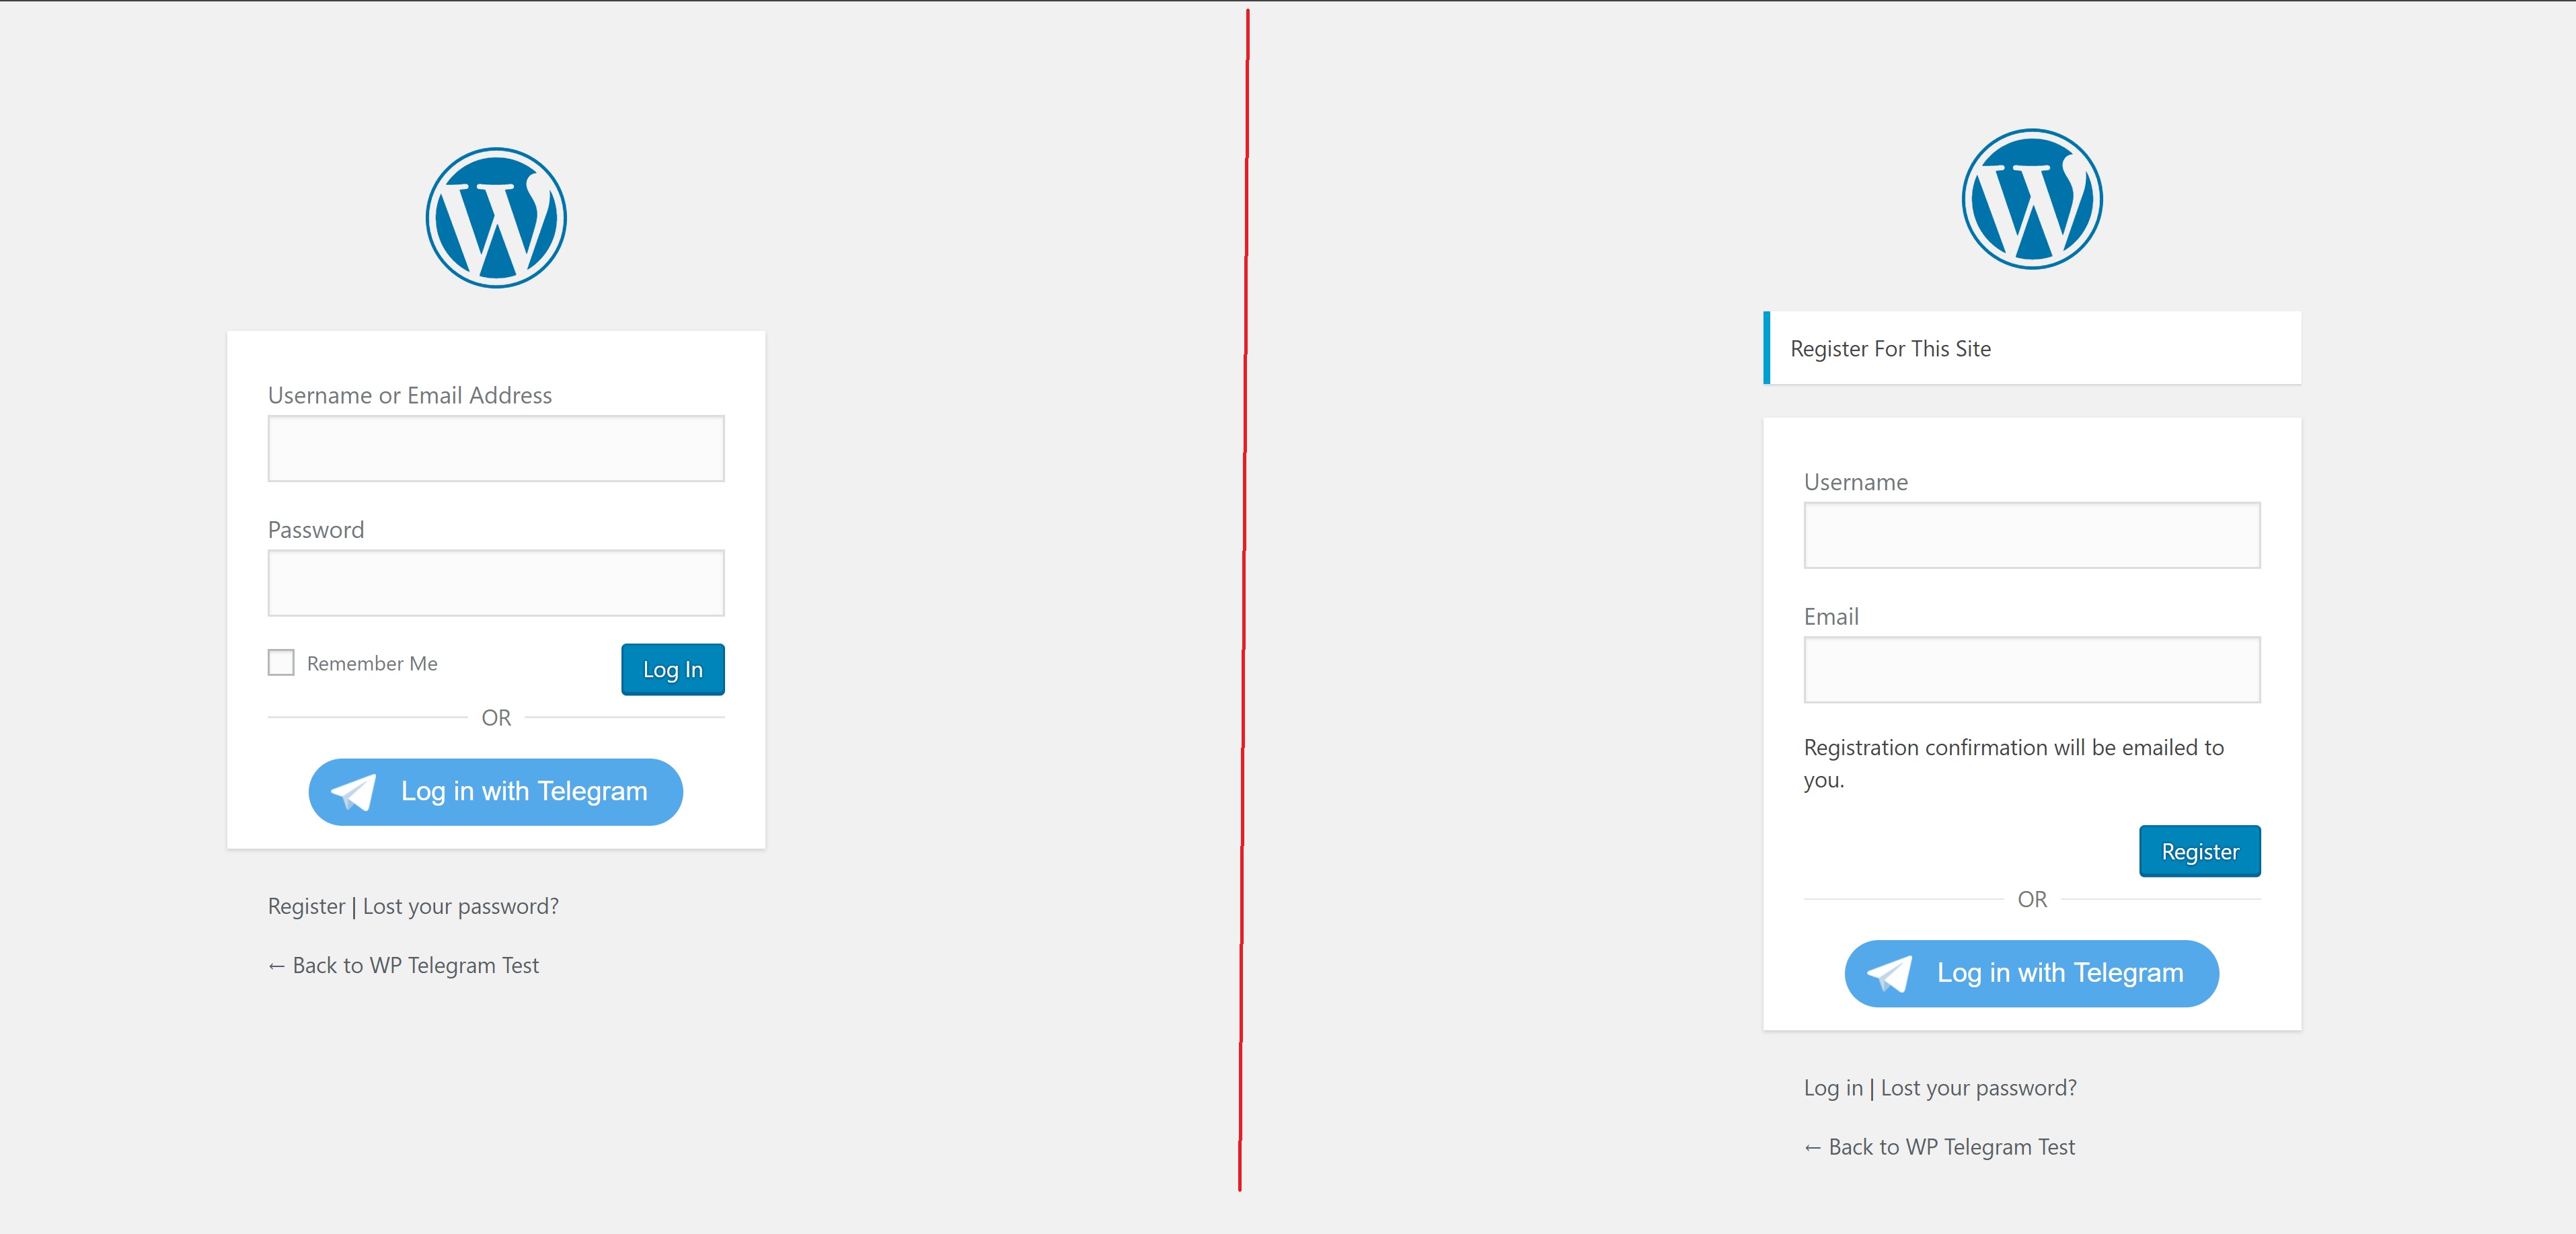 Username or Email Address
Password
Remember Me
Log In
OR
Log in with Telegram
Register | Lost your password?
← Back to WP Telegram Test
Register For This Site
Username
Email
Registration confirmation will be emailed to
you.
Register
OR
Log in with Telegram
Log in | Lost your password?
← Back to WP Telegram Test